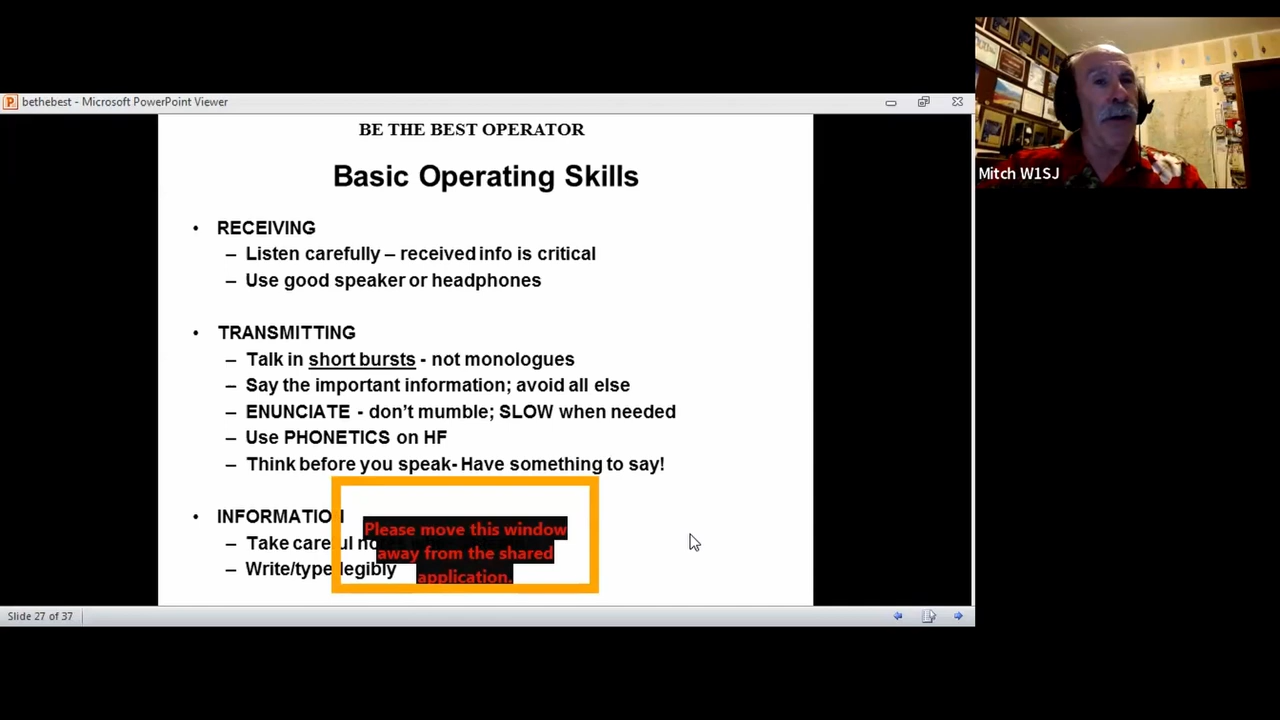 bethebest - Microsoft PowerPoint Viewer
BE THE BEST OPERATOR
Basic Operating Skills
Mitch W1SJ
• RECEIVING
– Listen carefully – received info is critical
– Use good speaker or headphones
• TRANSMITTING
– Talk in short bursts - not monologues
– Say the important information; avoid all else
– ENUNCIATE - don't mumble; SLOW when needed
– Use PHONETICS on HF
– Think before you speak- Have something to say!
• INFORMATION
– Take careful
– Write/type legibly
Please move this window
away from the shared
application.
Slide 27 of 37